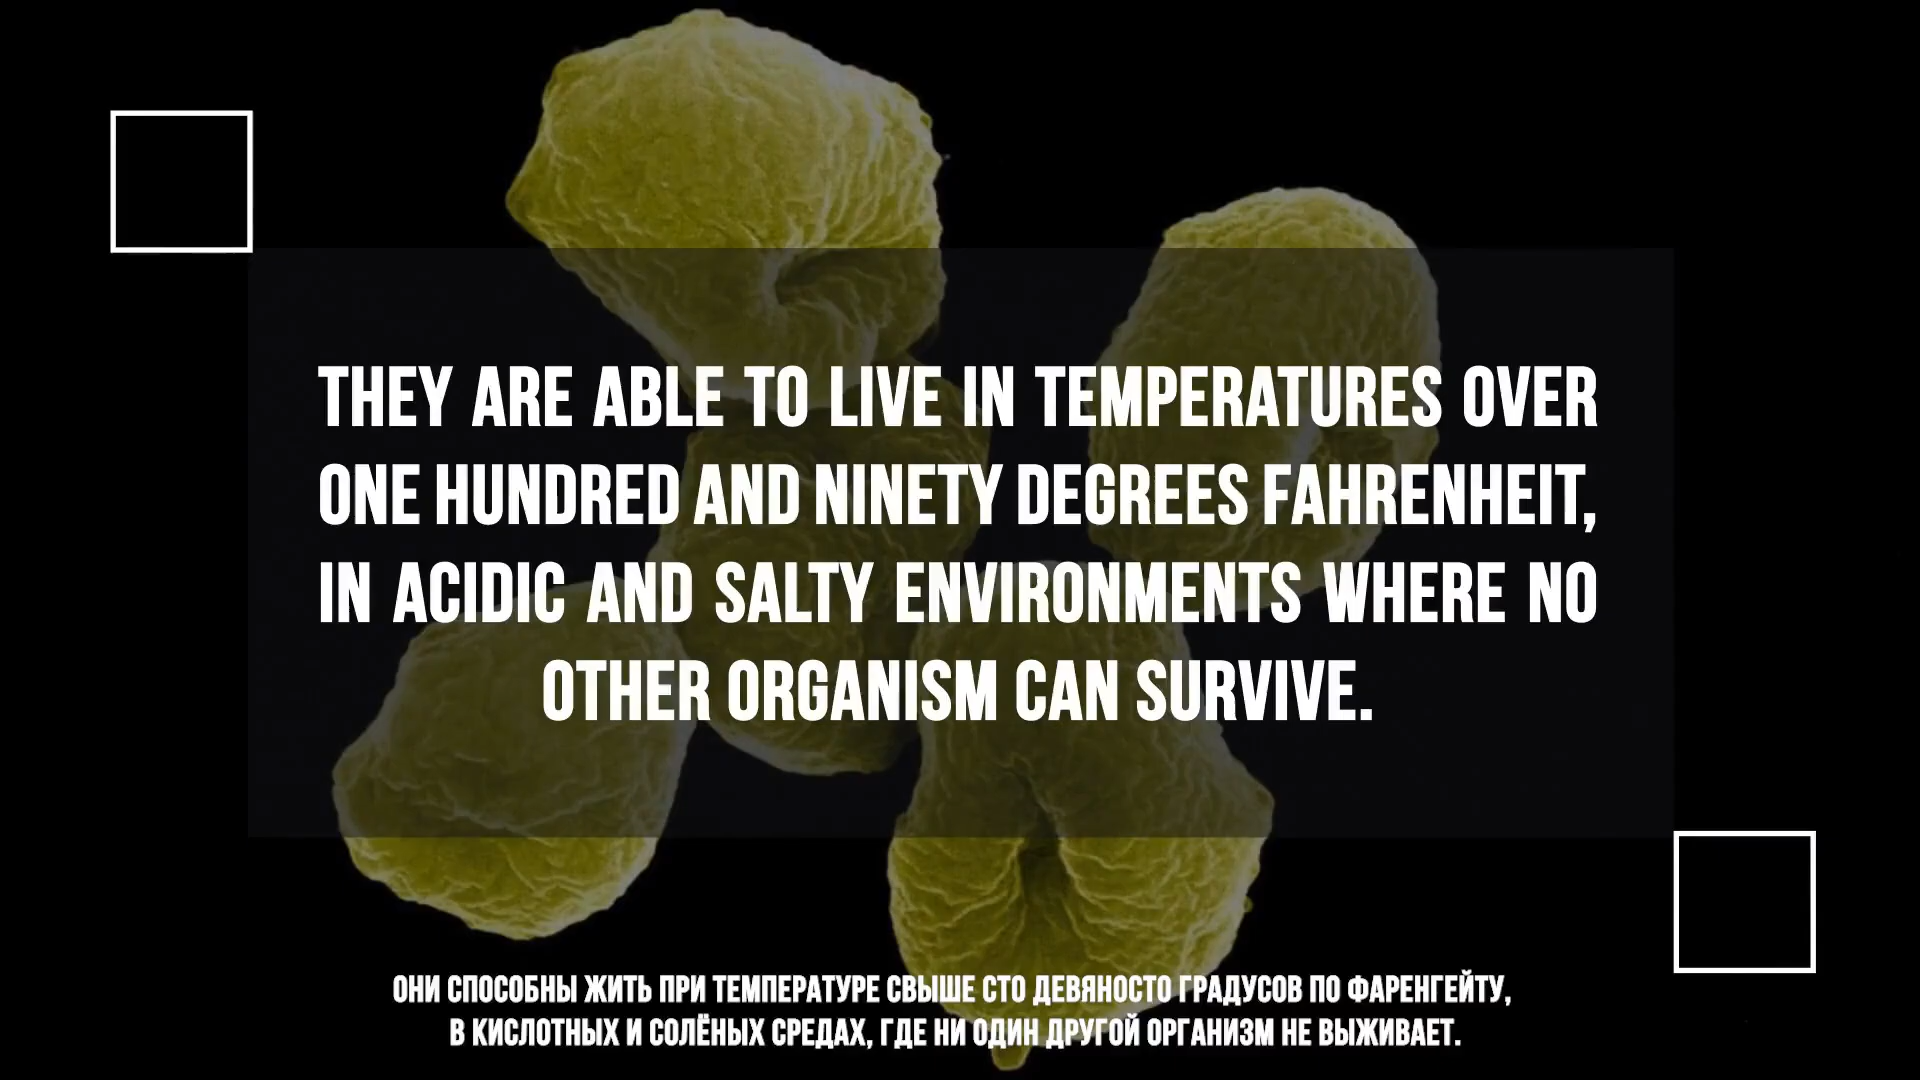 THEY ARE ABLE TO LIVE IN TEMPERATURES OVER
ONE HUNDRED AND NINETY DEGREES FAHRENHEIT,
IN ACIDIC AND SALTY ENVIRONMENTS WHERE NO
OTHER ORGANISM CAN SURVIVE.
ОНИ СПОСОБНЫ ЖИТЬ ПРИ ТЕМПЕРАТУРЕ СВЫШЕ СТО ДЕВЯНОСТО ГРАДУСОВ ПО ФАРЕНГЕЙТУ,
В КИСЛОТНЫХ И СОЛЁНЫХ СРЕДАХ, ГДЕ НИ ОДИН ДРУГОЙ ОРГАНИЗМ НЕ ВЫЖИВАЕТ.